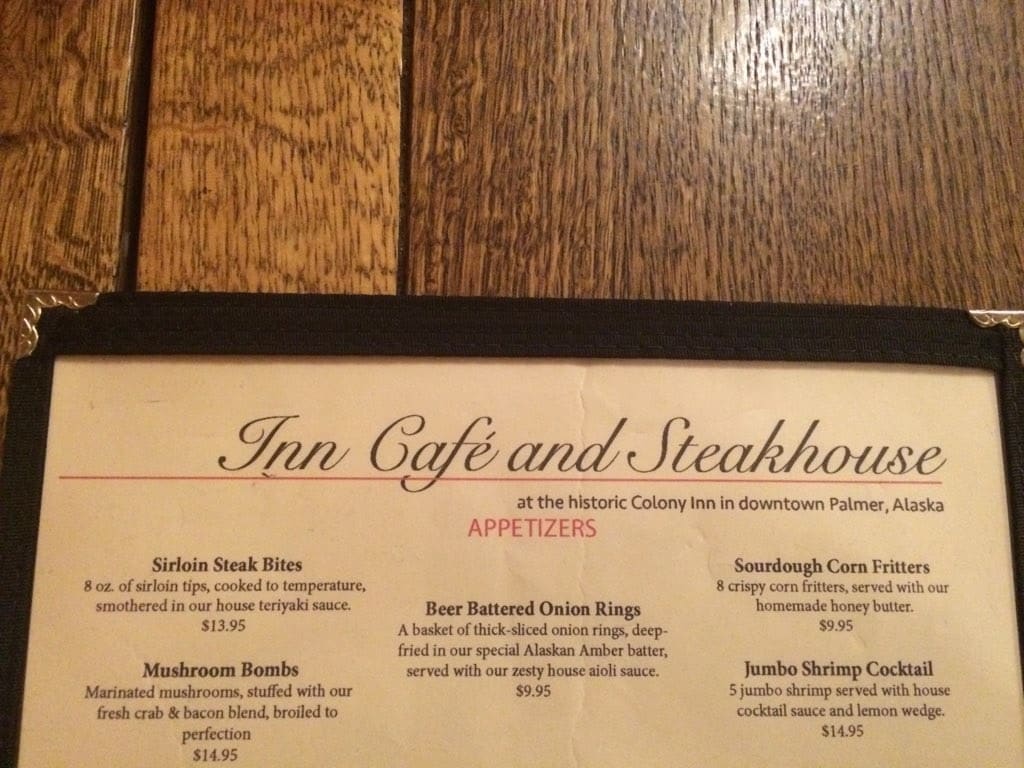 Inn Café and Steakhouse
at the historic Colony Inn in downtown Palmer, Alaska
APPETIZERS
Sirloin Steak Bites
8 oz. of sirloin tips, cooked to temperature,
smothered in our house teriyaki sauce.
$13.95
Mushroom Bombs
Marinated mushrooms, stuffed with our
fresh crab & bacon blend, broiled to
perfection
$14.95
Beer Battered Onion Rings
A basket of thick-sliced onion rings, deep-
fried in our special Alaskan Amber batter,
served with our zesty house aioli sauce.
$9.95
Sourdough Corn Fritters
8 crispy corn fritters, served with our
homemade honey butter.
$9.95
Jumbo Shrimp Cocktail
5 jumbo shrimp served with house
cocktail sauce and lemon wedge.
$14.95